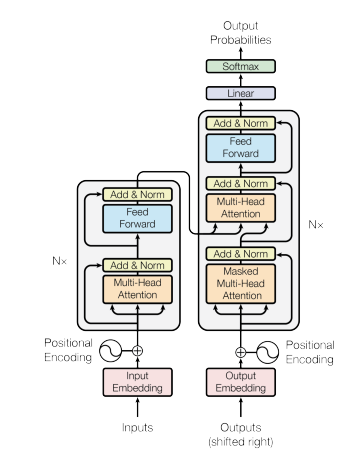 Output
Probabilities
Softmax
Linear
Add & Norm
Feed
Forward
Add & Norm
Multi-Head
Attention
Add & Norm
Masked
Multi-Head
Attention
N×
Add & Norm
Feed
Forward
Add & Norm
Multi-Head
Attention
N×
Positional
Encoding
Positional
Encoding
Input
Embedding
Output
Embedding
Inputs
Outputs
(shifted right)